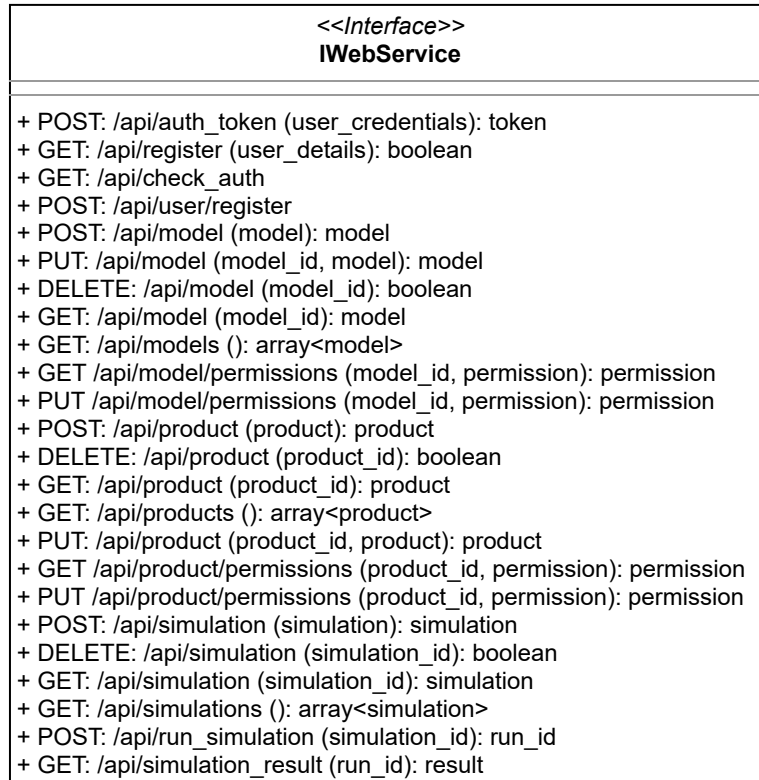 <<Interface>>
IWebService
+ POST: /api/auth_token (user_credentials): token
+ GET: /api/register (user_details): boolean
+ GET: /api/check_auth
+ POST: /api/user/register
+ POST: /api/model (model): model
+ PUT: /api/model (model_id, model): model
+ DELETE: /api/model (model_id): boolean
+ GET: /api/model (model_id): model
+ GET: /api/models (): array<model>
+ GET /api/model/permissions (model_id, permission): permission
+ PUT /api/model/permissions (model_id, permission): permission
+ POST: /api/product (product): product
+ DELETE: /api/product (product_id): boolean
+ GET: /api/product (product_id): product
+ GET: /api/products (): array<product>
+ PUT: /api/product (product_id, product): product
+ GET /api/product/permissions (product_id, permission): permission
+ PUT /api/product/permissions (product_id, permission): permission
+ POST: /api/simulation (simulation): simulation
+ DELETE: /api/simulation (simulation_id): boolean
+ GET: /api/simulation (simulation_id): simulation
+ GET: /api/simulations (): array<simulation>
+ POST: /api/run_simulation (simulation_id): run_id
+ GET: /api/simulation_result (run_id): result